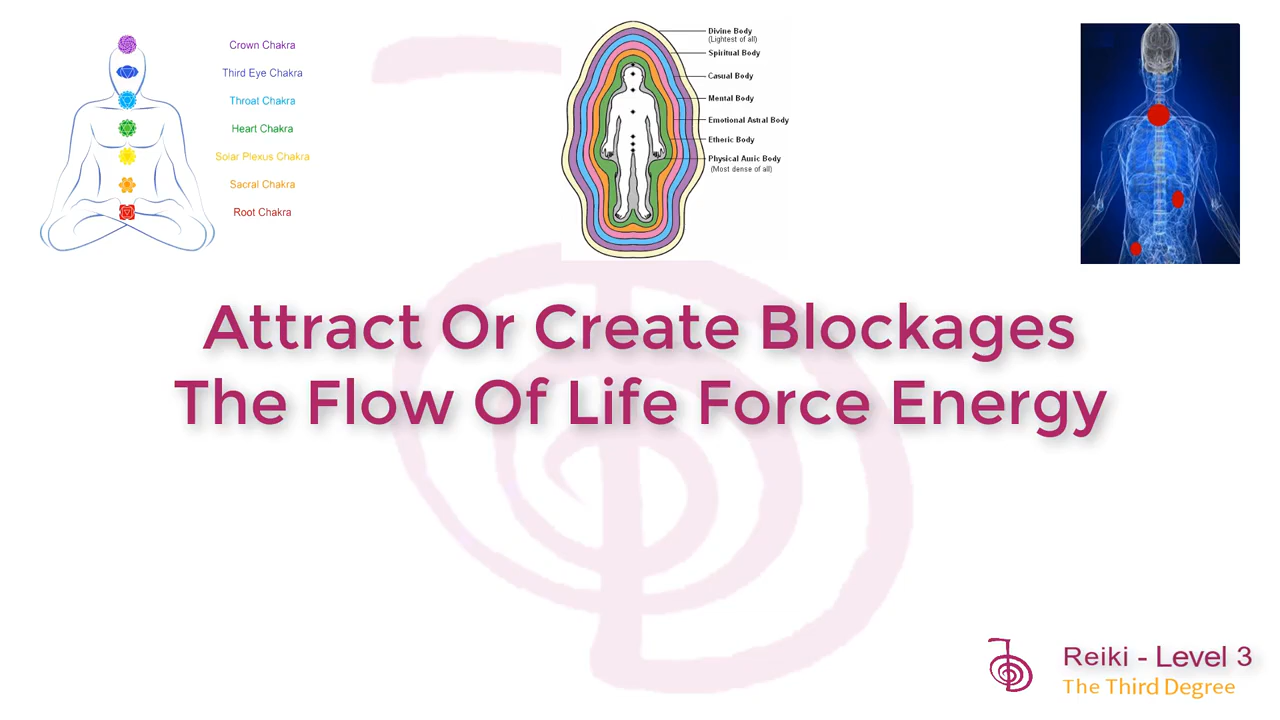 Crown Chakra
Third Eye Chakra
Throat Chakra
Heart Chakra
Solar Plexus Chakra
Sacral Chakra
Root Chakra
Divine Body
(Lightest of all)
Spiritual Body
Casual Body
Mental Body
Emotional Astral Body
Etheric Body
Physical Auric Body
(Most dense of all)
Attract Or Create Blockages
The Flow Of Life Force Energy
Reiki - Level 3
The Third Degree